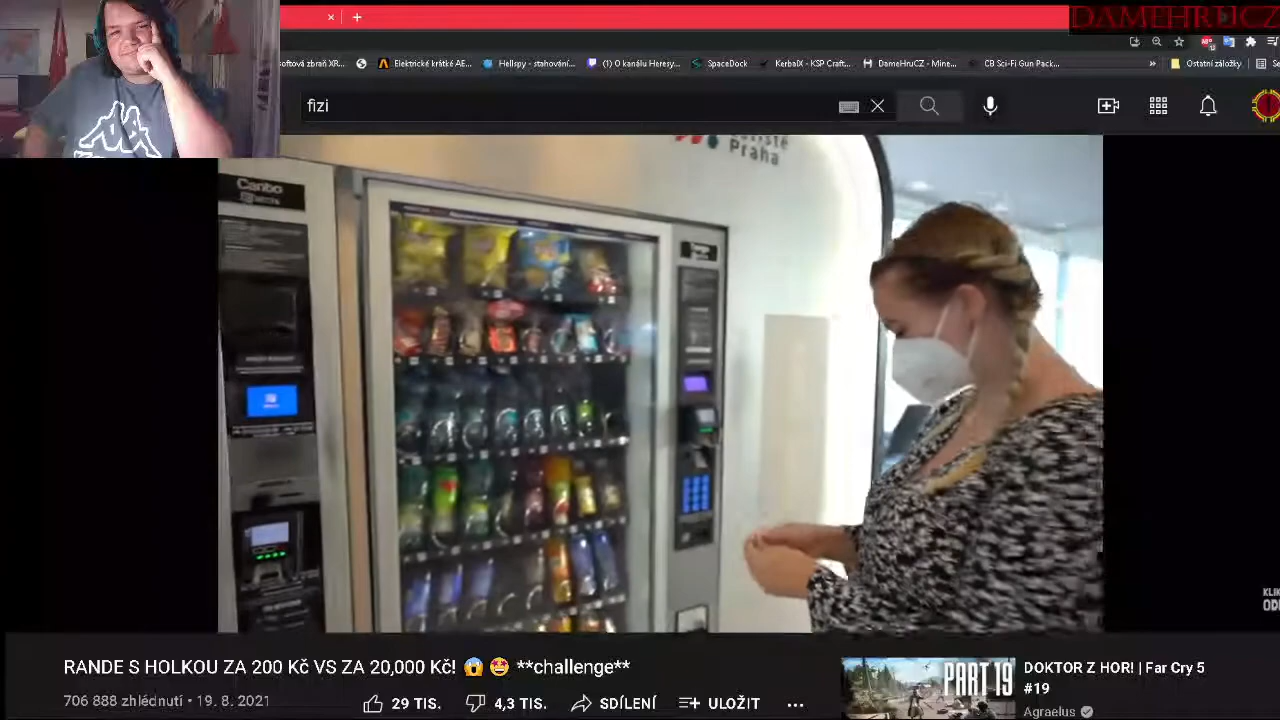 DAMEHRUCZ
softová zbraň XR...
Elektrické krátké AE...
Hellspy - stahování...
(1) O kanálu Heresy...
SpaceDock
KerbalX - KSP Craft...
DameHruCZ - Mine...
CB Sci-Fi Gun Pack...
»
Ostatní záložky
fizi
Praha
RANDE S HOLKOU ZA 200 Kč VS ZA 20,000 Kč! 😱 🤩 **challenge**
706 888 zhlédnutí • 19. 8. 2021
29 TIS.
4,3 TIS.
SDÍLENÍ
ULOŽIT
PART 19
DOKTOR Z HOR! | Far Cry 5
#19
Agraelus